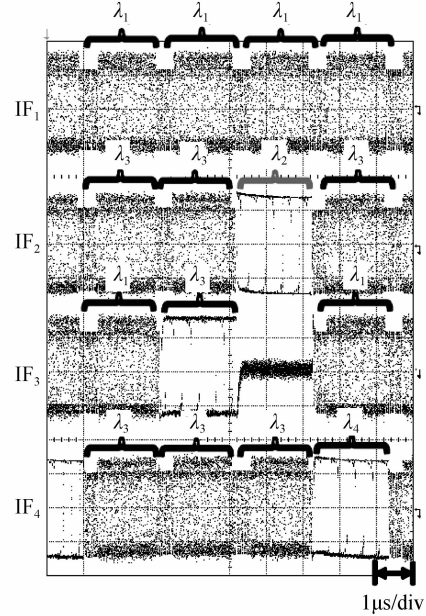 λ1 λ1 λ1 λ1
IF1
λ3 λ3 λ2 λ3
IF2
λ1 λ3 λ1
IF3
λ3 λ3 λ3 λ4
IF4
1μs/div